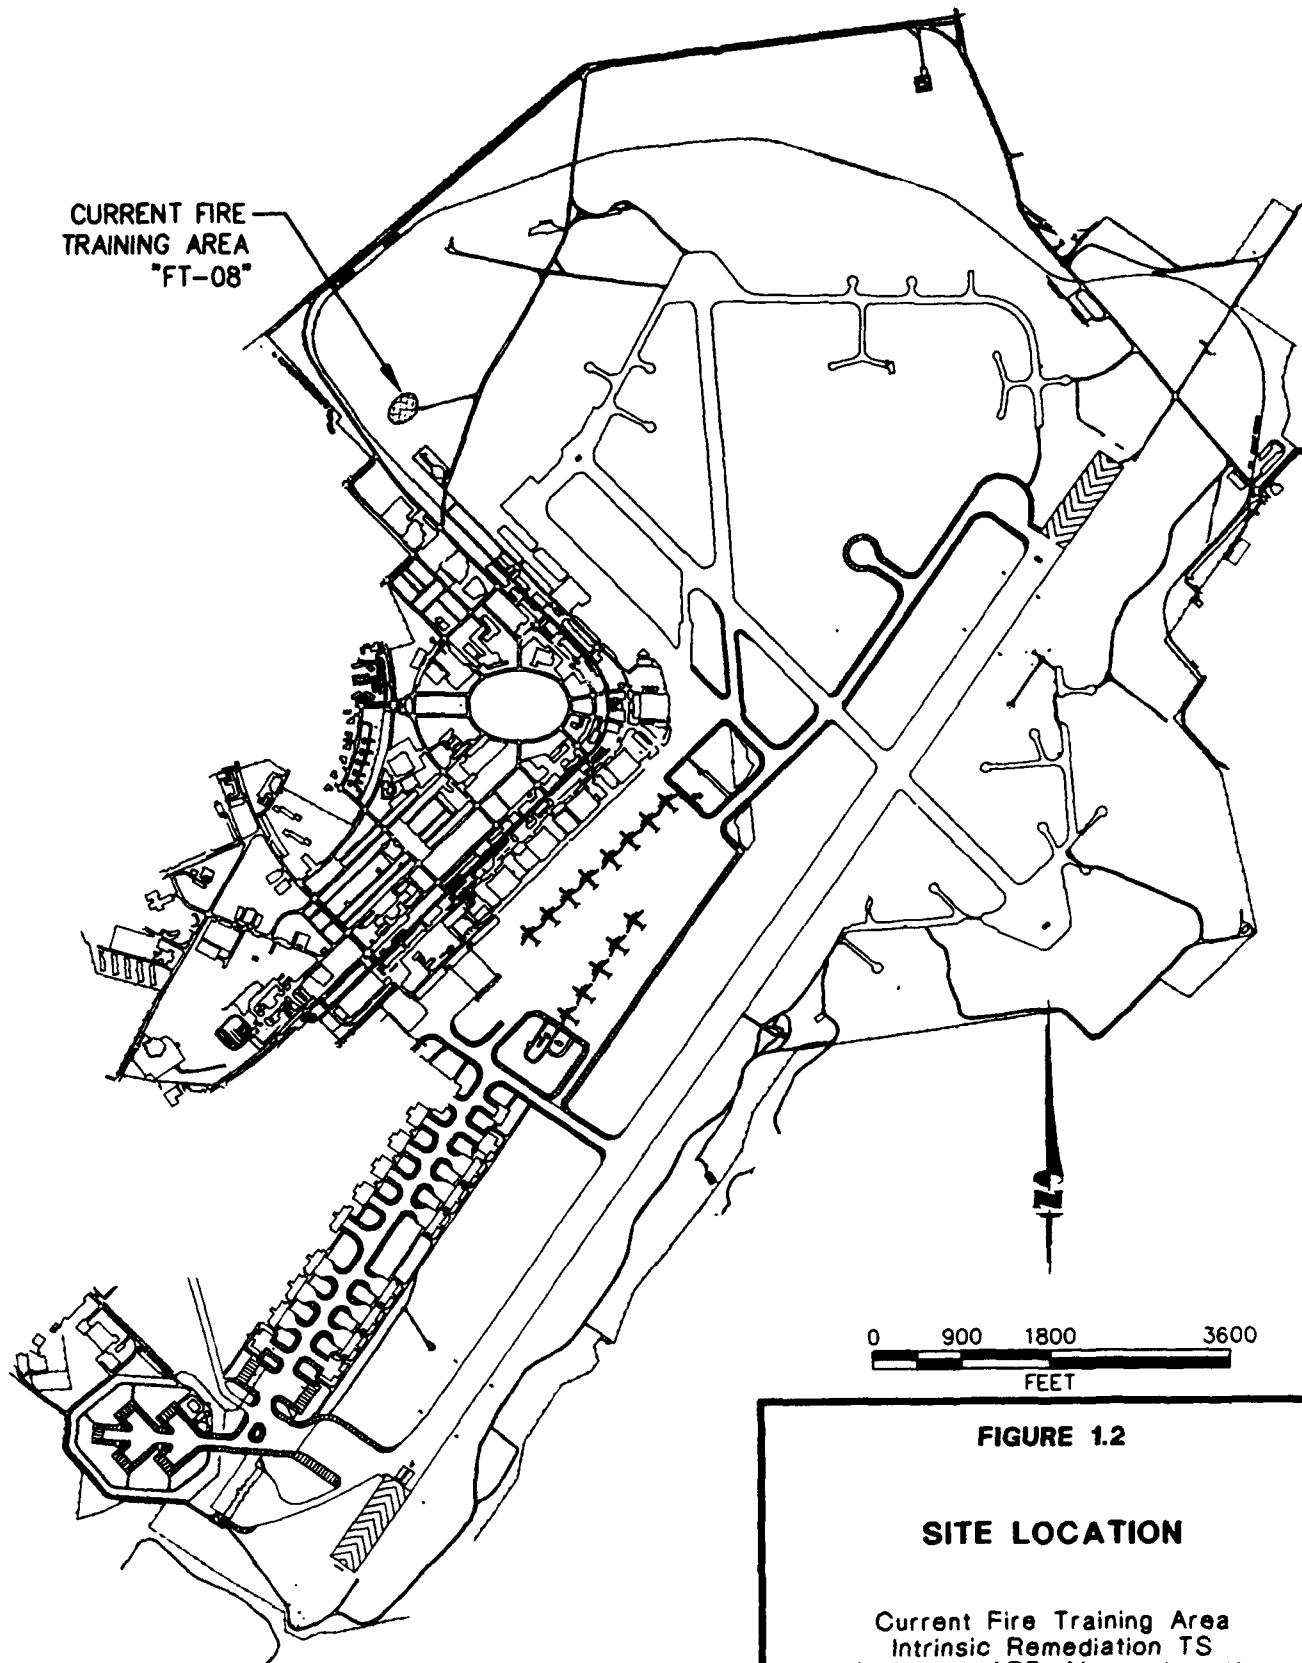 CURRENT FIRE
TRAINING AREA
"FT-08"
N
0 900 1800 3600
FEET
FIGURE 1.2
SITE LOCATION
Current Fire Training Area
Intrinsic Remediation TS